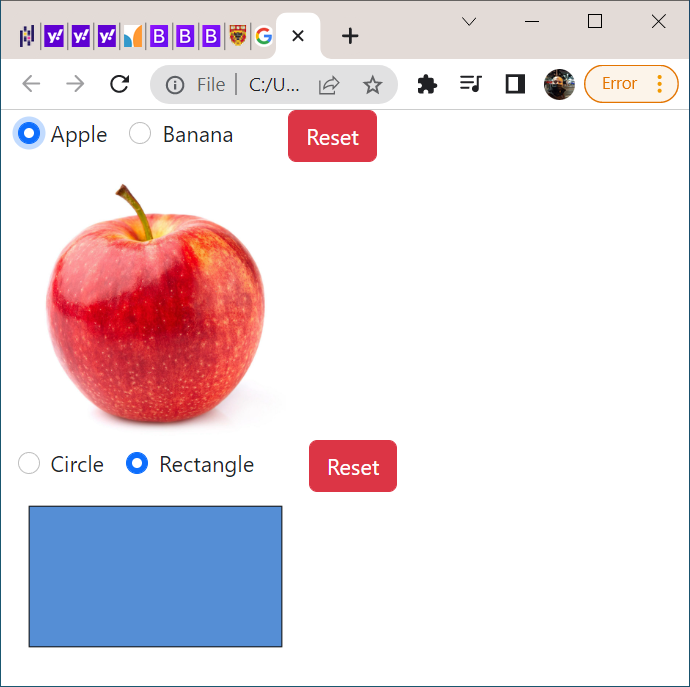 y! y! y! B B B G
File C:/U... Error
Apple Banana Reset
Circle Rectangle Reset